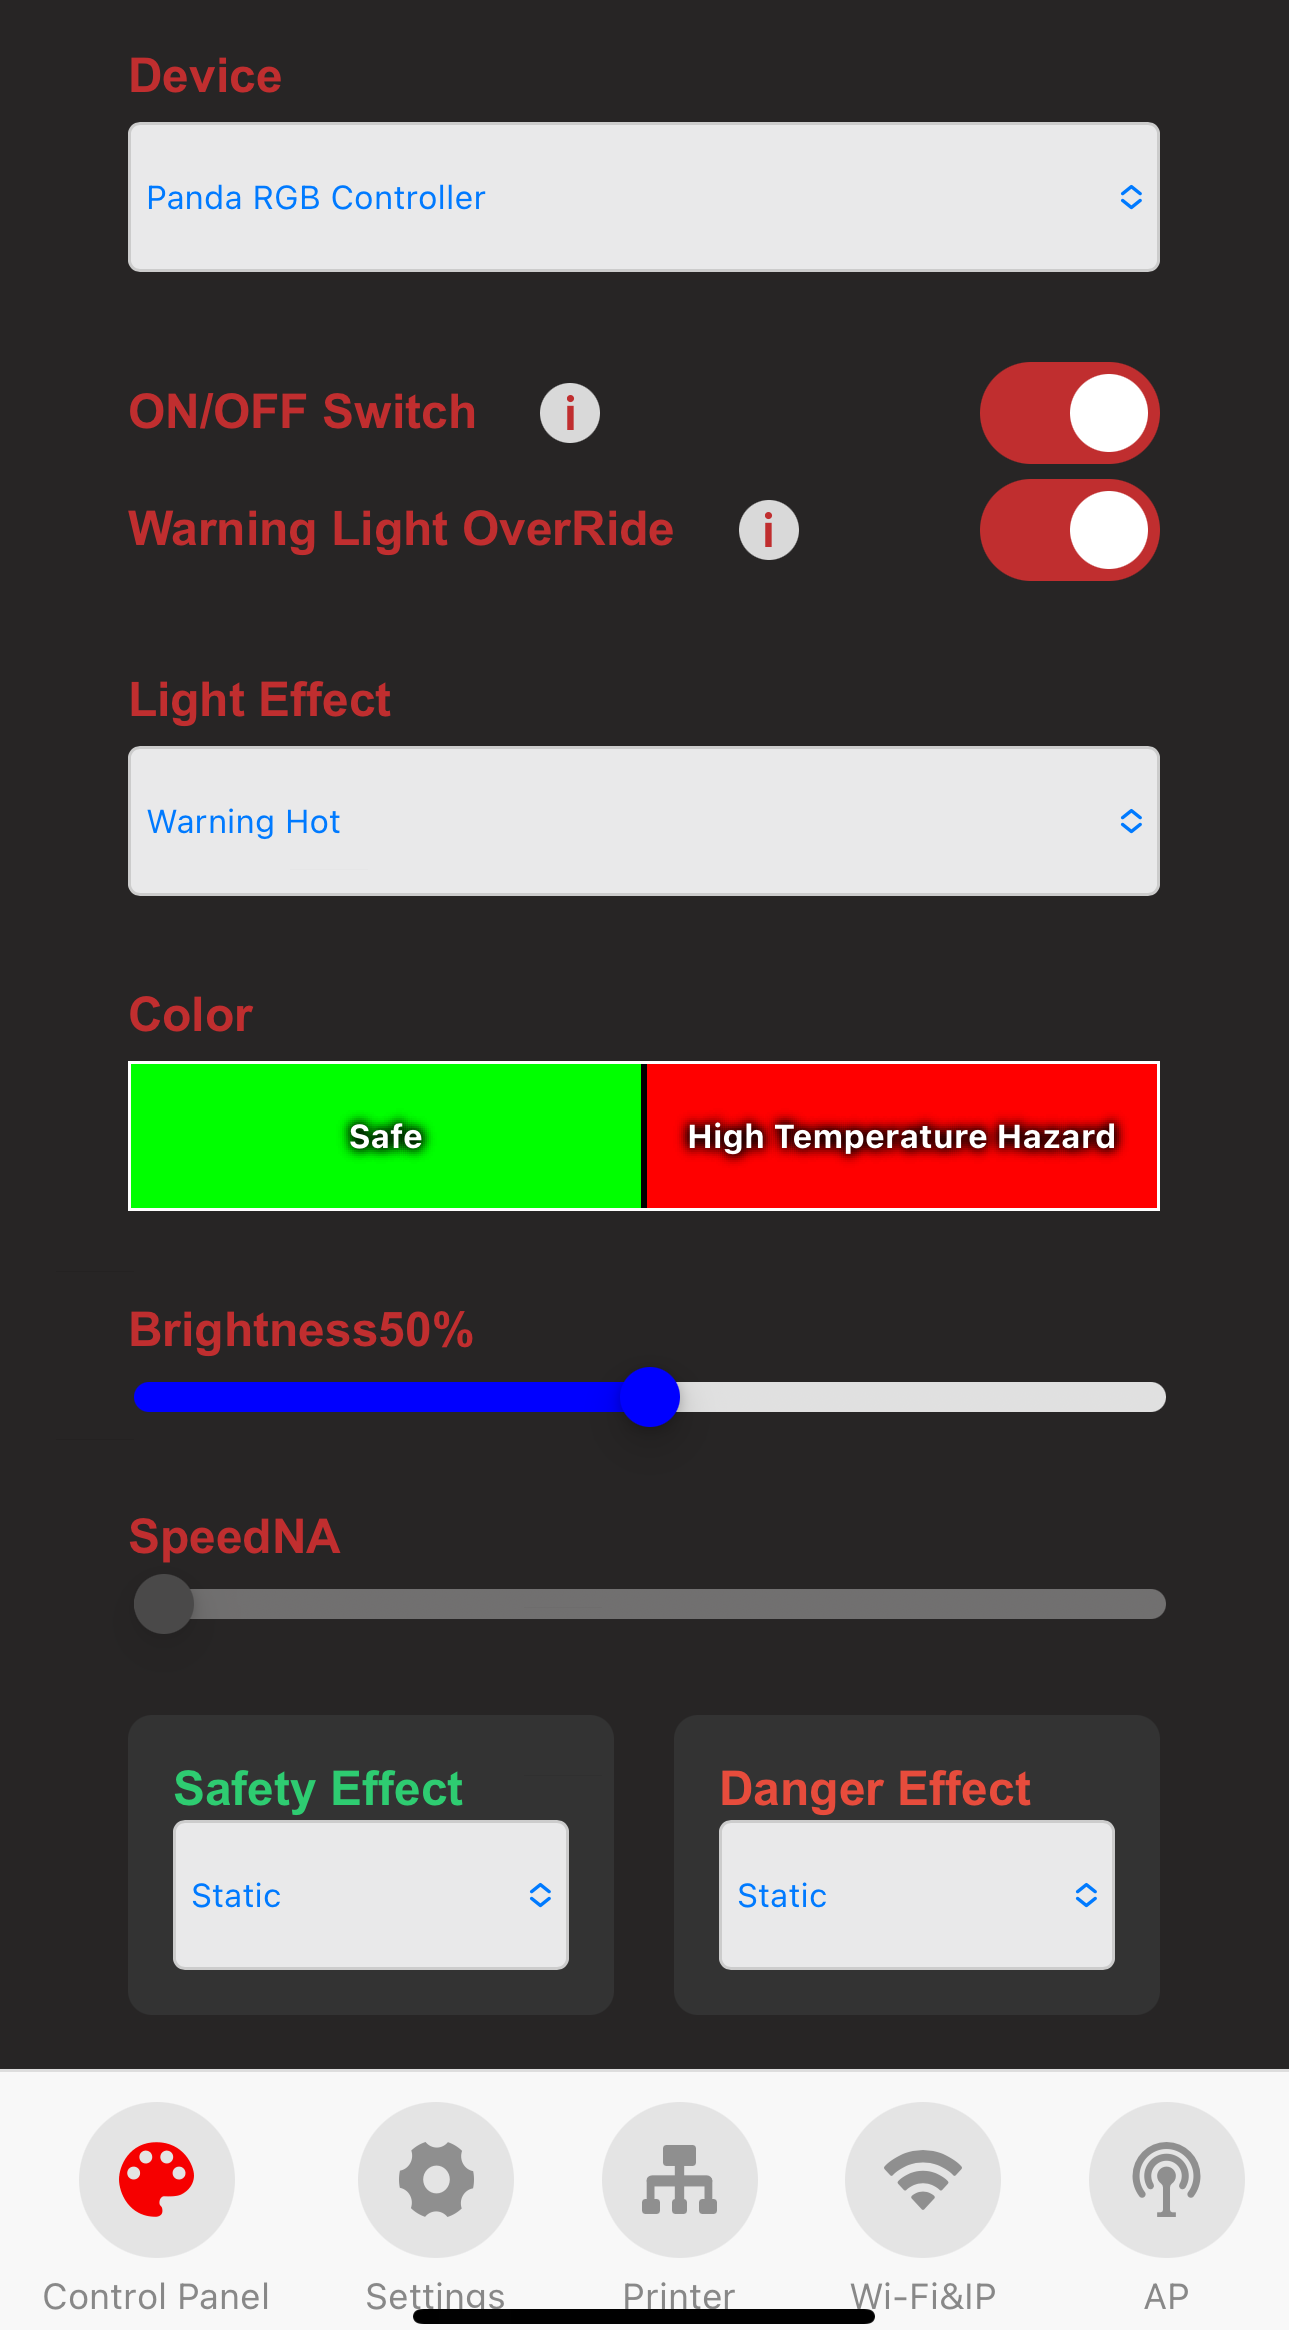 Device
Panda RGB Controller
ON/OFF Switch i
Warning Light OverRide i
Light Effect
Warning Hot
Color
Safe High Temperature Hazard
Brightness50%
SpeedNA
Safety Effect Danger Effect
Static Static
Control Panel Settings Printer Wi-Fi&IP AP